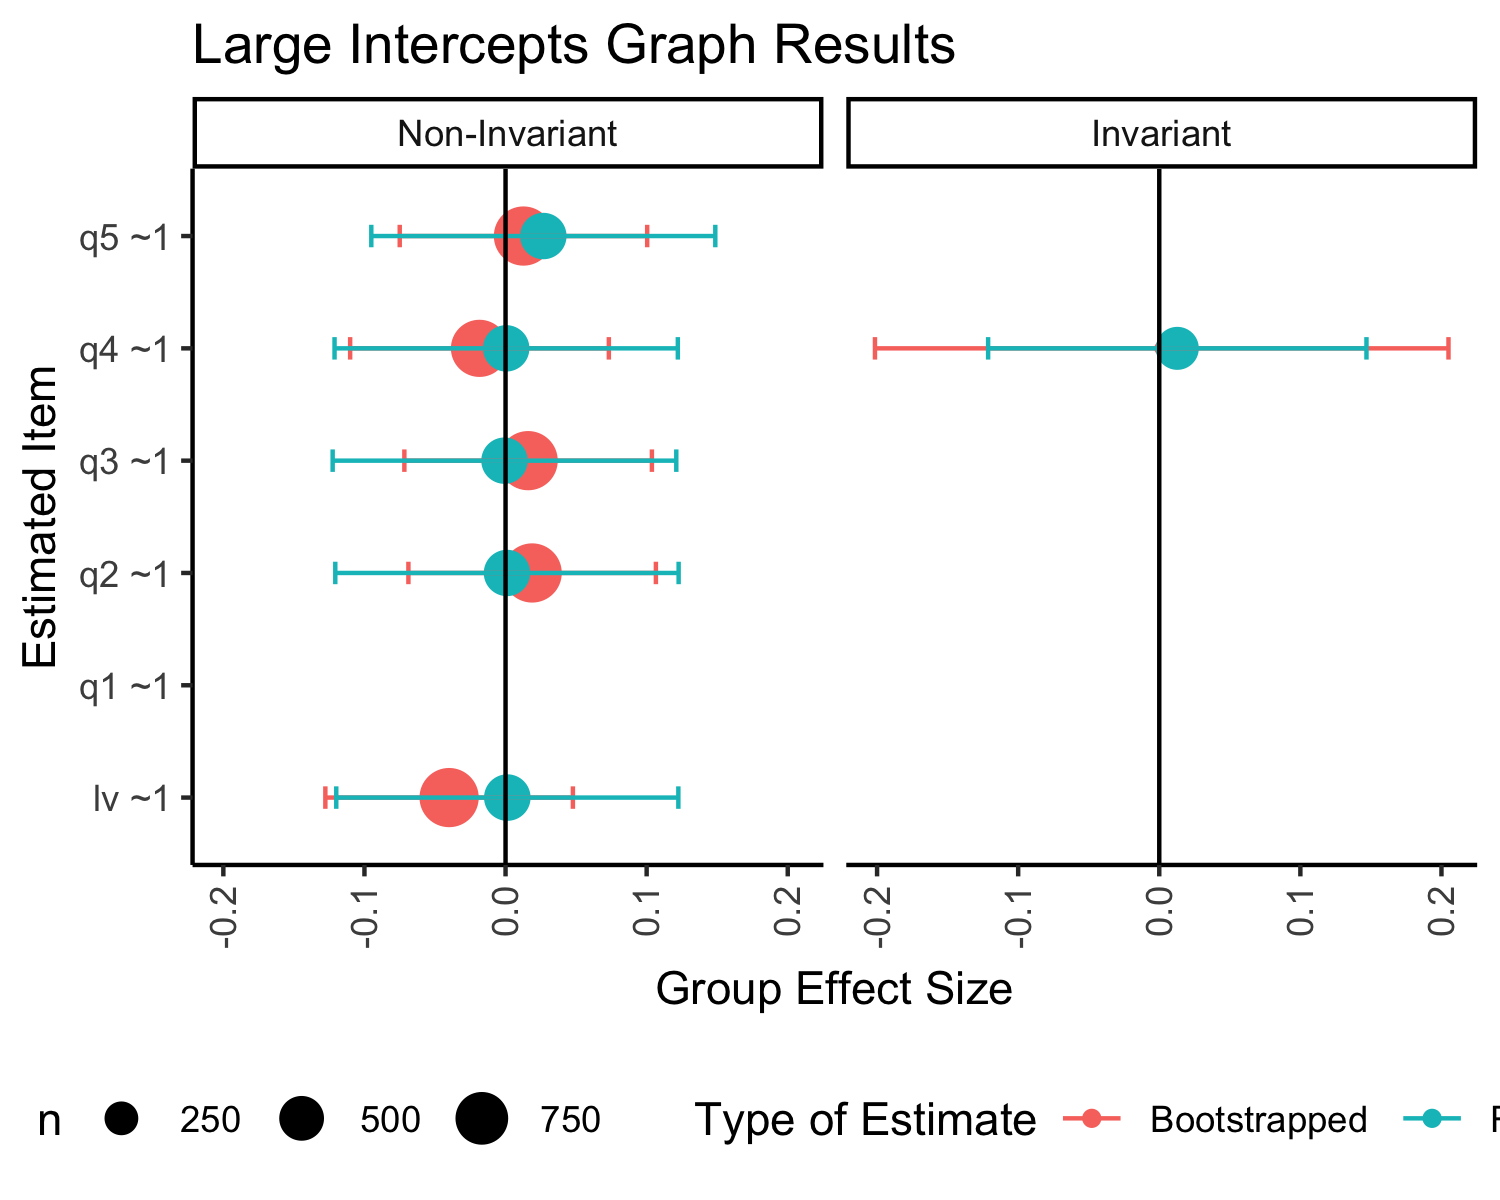 Large Intercepts Graph Results
Non-Invariant
Invariant
Estimated Item
q5 ~1
q4 ~1
q3 ~1
q2 ~1
q1 ~1
lv ~1
-0.2 -0.1 0.0 0.1 0.2
-0.2 -0.1 0.0 0.1 0.2
Group Effect Size
n 250 500 750 Type of Estimate Bootstrapped